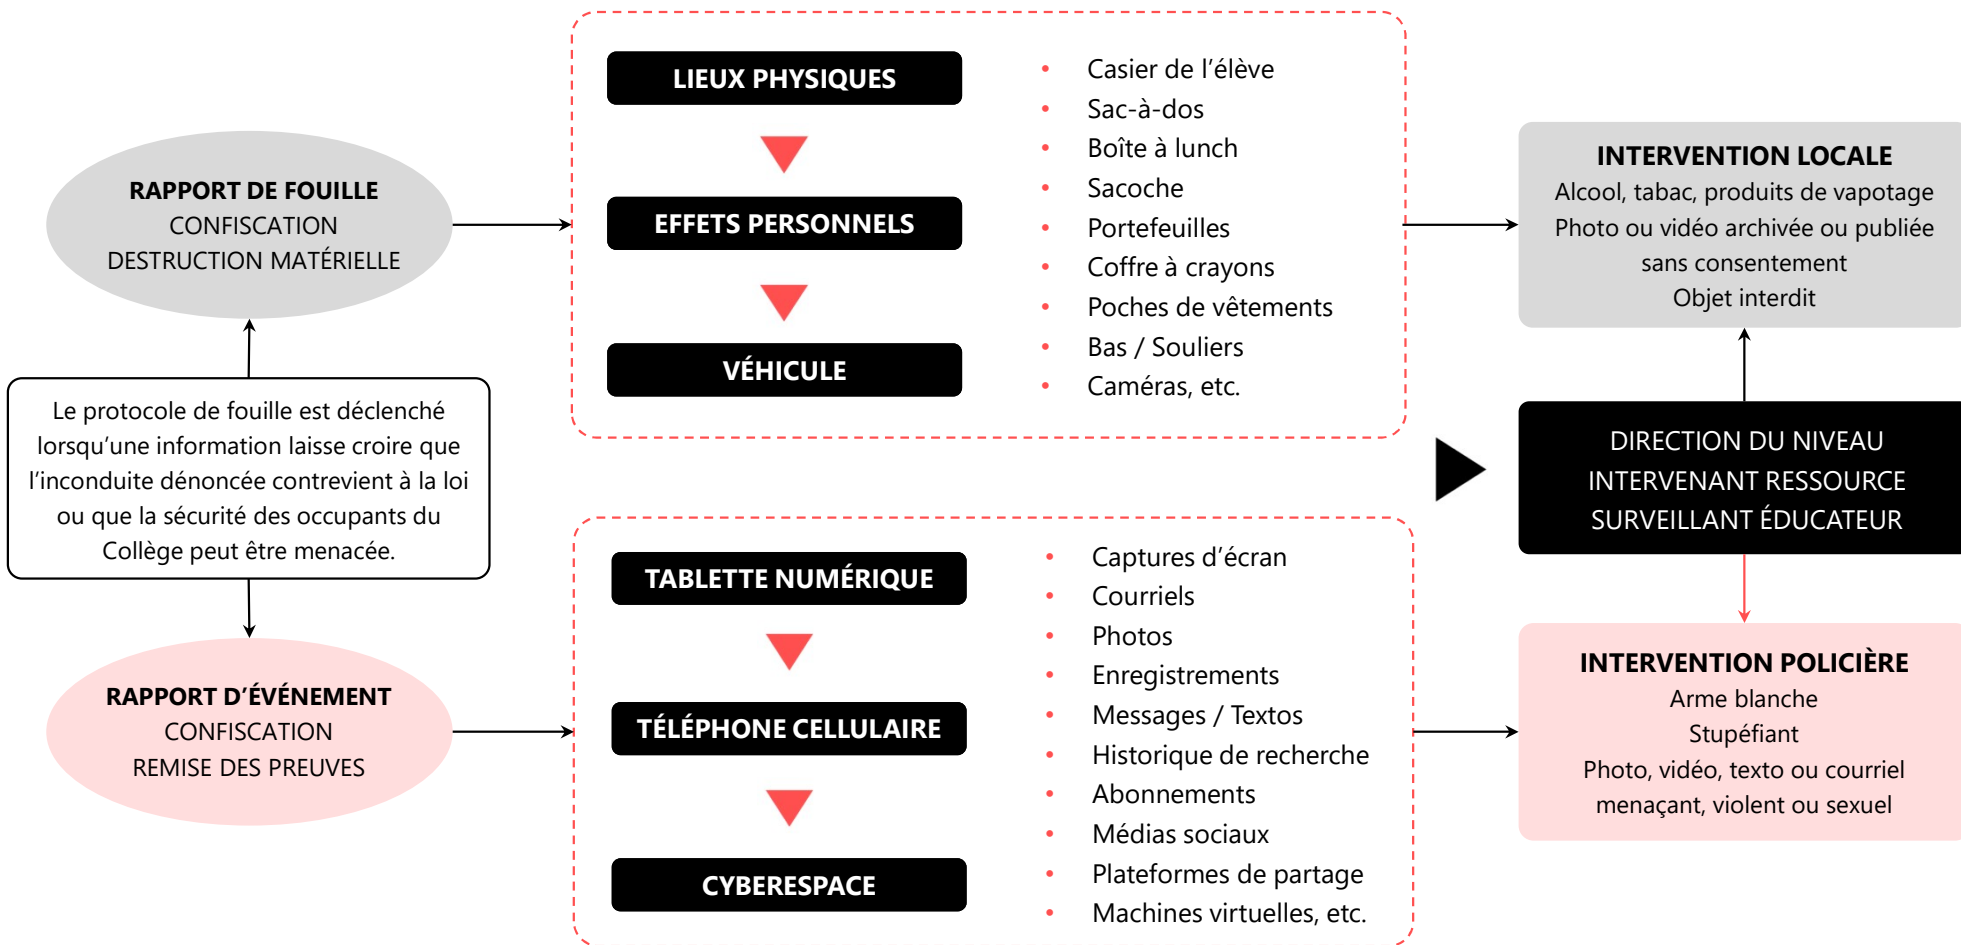 RAPPORT DE FOUILLE
CONFISCATION
DESTRUCTION MATÉRIELLE
Le protocole de fouille est déclenché
lorsqu’une information laisse croire que
l’inconduite dénoncée contrevient à la loi
ou que la sécurité des occupants du
Collège peut être menacée.
RAPPORT D’ÉVÉNEMENT
CONFISCATION
REMISE DES PREUVES
LIEUX PHYSIQUES
EFFETS PERSONNELS
VÉHICULE
• Casier de l’élève
• Sac-à-dos
• Boîte à lunch
• Sacoche
• Portefeuilles
• Coffre à crayons
• Poches de vêtements
• Bas / Souliers
• Caméras, etc.
TABLETTE NUMÉRIQUE
TÉLÉPHONE CELLULAIRE
CYBERESPACE
• Captures d’écran
• Courriels
• Photos
• Enregistrements
• Messages / Textos
• Historique de recherche
• Abonnements
• Médias sociaux
• Plateformes de partage
• Machines virtuelles, etc.
INTERVENTION LOCALE
Alcool, tabac, produits de vapotage
Photo ou vidéo archivée ou publiée
sans consentement
Objet interdit
DIRECTION DU NIVEAU
INTERVENANT RESSOURCE
SURVEILLANT ÉDUCATEUR
INTERVENTION POLICIÈRE
Arme blanche
Stupéfiant
Photo, vidéo, texto ou courriel
menaçant, violent ou sexuel